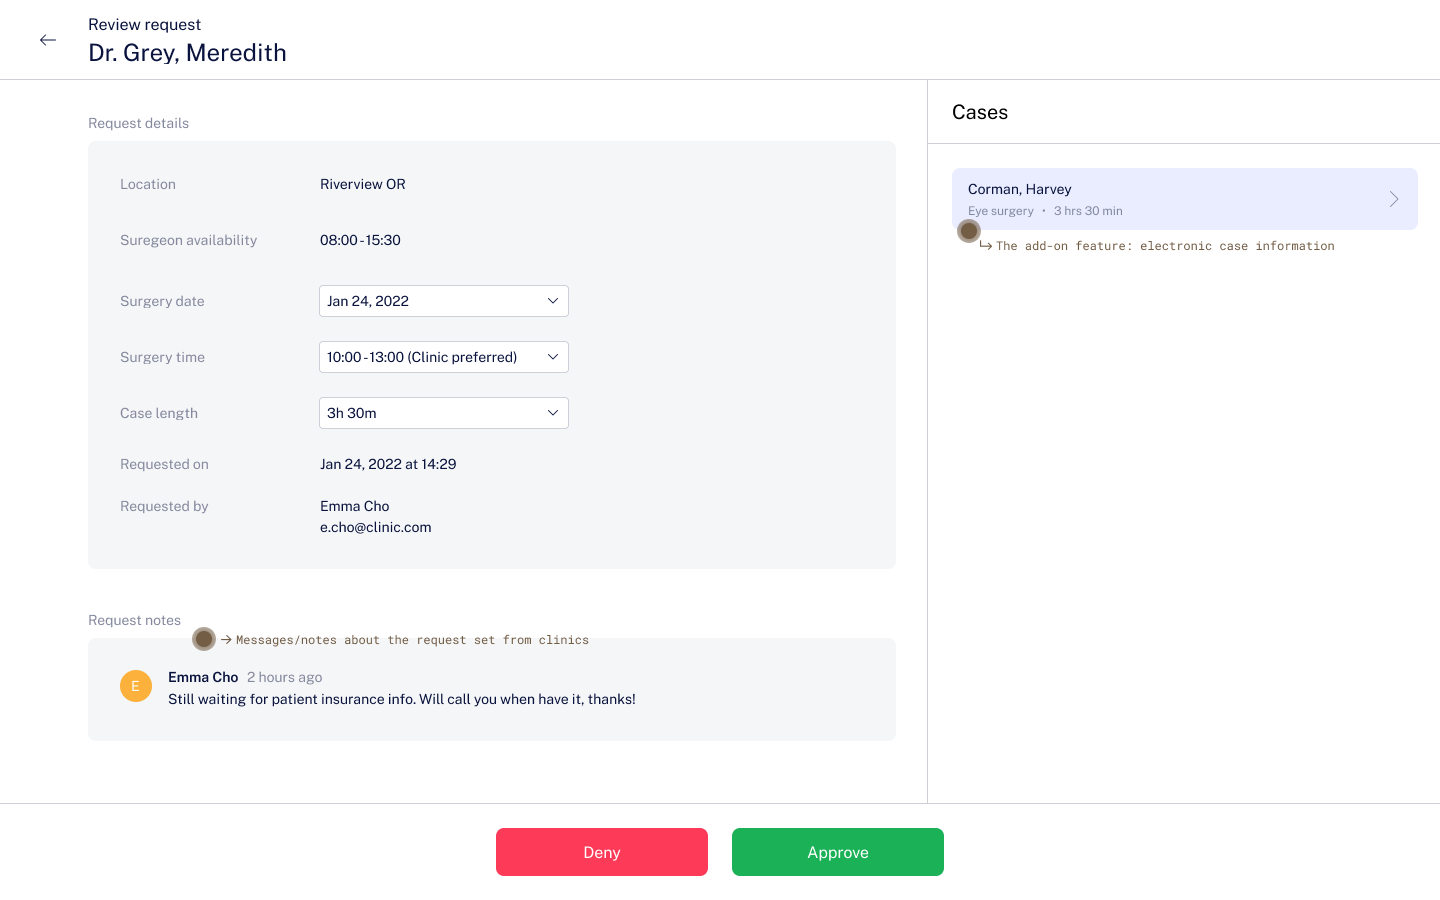 Review request
Dr. Grey, Meredith
Request details
Location
Riverview OR
Suregeon availability
08:00 - 15:30
Surgery date
Jan 24, 2022
Surgery time
10:00 - 13:00 (Clinic preferred)
Case length
3h 30m
Requested on
Jan 24, 2022 at 14:29
Requested by
Emma Cho
e.cho@clinic.com
Request notes
Messages/notes about the request set from clinics
E
Emma Cho 2 hours ago
Still waiting for patient insurance info. Will call you when have it, thanks!
Cases
Corman, Harvey
Eye surgery • 3 hrs 30 min
The add-on feature: electronic case information
Deny
Approve